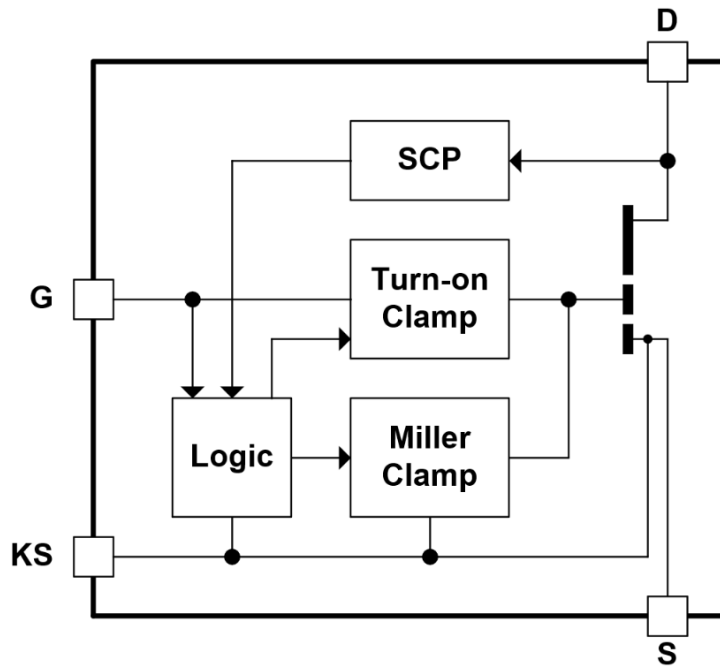 D
SCP
G
Turn-on
Clamp
Logic
Miller
Clamp
KS
S